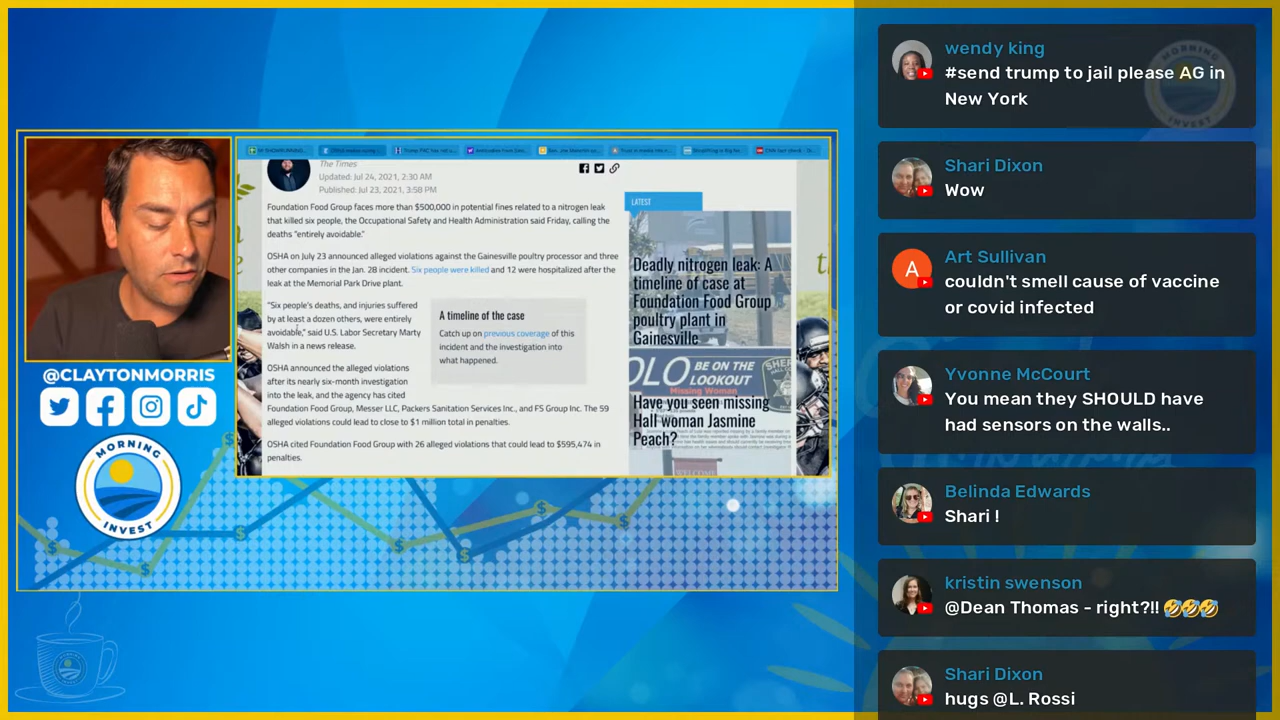 The Times
Updated: Jul 24, 2021, 2:30 AM
Published: Jul 23, 2021, 3:58 PM
Foundation Food Group faces more than $500,000 in potential fines related to a nitrogen leak
that killed six people, the Occupational Safety and Health Administration said Friday, calling the
deaths "entirely avoidable."
OSHA on July 23 announced alleged violations against the Gainesville poultry processor and three
other companies in the Jan. 28 incident. Six people were killed and 12 were hospitalized after the
leak at the Memorial Park Drive plant.
"Six people's deaths, and injuries suffered
by at least a dozen others, were entirely
avoidable," said U.S. Labor Secretary Marty
Walsh in a news release.
A timeline of the case
Catch up on previous coverage of this
incident and the investigation into
what happened.
OSHA announced the alleged violations
after its nearly six-month investigation
into the leak, and the agency has cited
Foundation Food Group, Messer LLC, Packers Sanitation Services Inc., and FS Group Inc. The 59
alleged violations could lead to close to $1 million total in penalties.
OSHA cited Foundation Food Group with 26 alleged violations that could lead to $595,474 in
penalties.
LATEST
Deadly nitrogen leak: A
timeline of case at
Foundation Food Group
poultry plant in
Gainesville
OLO BE ON THE
LOOKOUT
Missing Woman
Have you seen missing
Hall woman Jasmine
Peach?
WELCOME
@CLAYTONMORRIS
MORNING
INVEST
wendy king
#send trump to jail please AG in
New York
MORNING
INVEST
Shari Dixon
Wow
A
Art Sullivan
couldn't smell cause of vaccine
or covid infected
Yvonne McCourt
You mean they SHOULD have
had sensors on the walls..
Belinda Edwards
Shari !
kristin swenson
@Dean Thomas - right?!! 🤣🤣🤣
Shari Dixon
hugs @L. Rossi